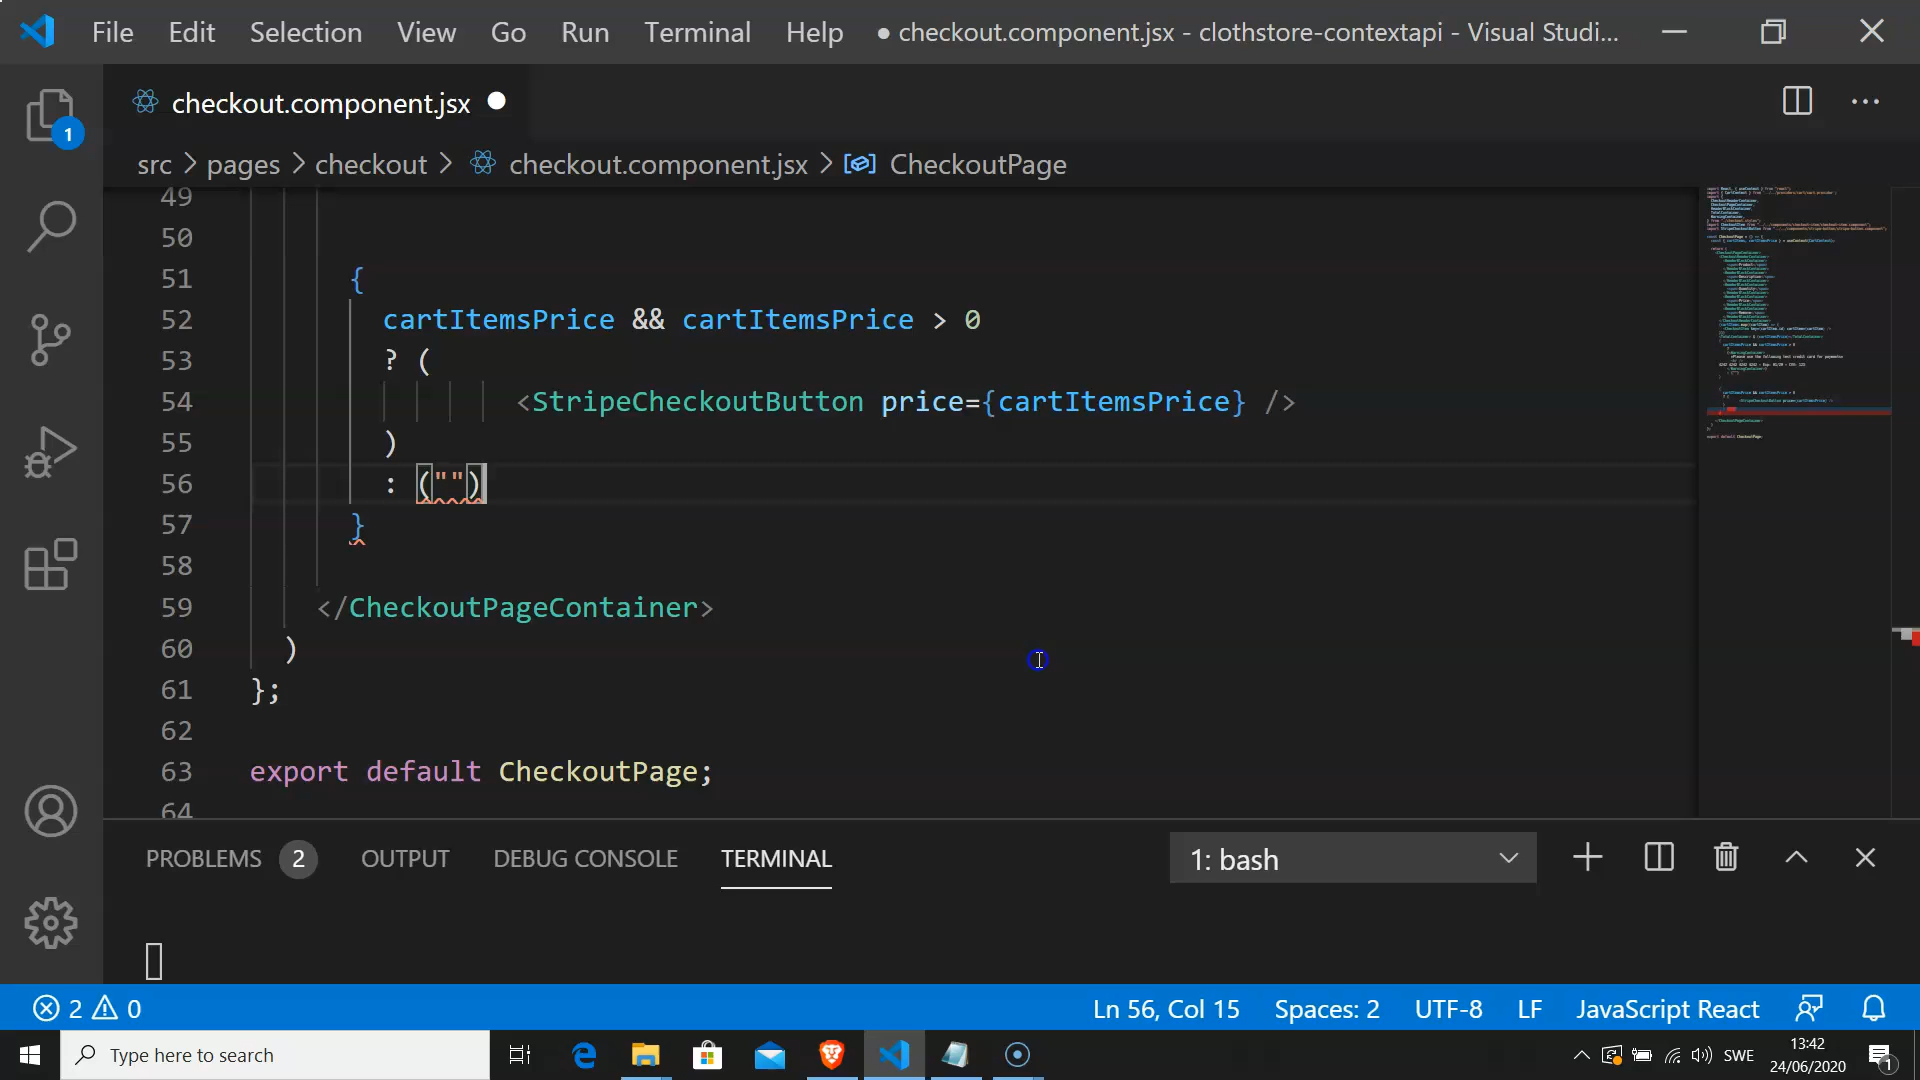 File Edit Selection View Go Run Terminal Help ● checkout.component.jsx - clothstore-contextapi - Visual Studi...
checkout.component.jsx
src > pages > checkout > checkout.component.jsx > CheckoutPage
1
49
50
51 {
52 cartItemsPrice && cartItemsPrice > 0
53 ? (
54 <StripeCheckoutButton price={cartItemsPrice} />
55 )
56 : ("")
57 }
58
59 </CheckoutPageContainer>
60 )
61 };
62
63 export default CheckoutPage;
64
PROBLEMS 2 OUTPUT DEBUG CONSOLE TERMINAL 1: bash
2 0 Ln 56, Col 15 Spaces: 2 UTF-8 LF JavaScript React
Type here to search SWE 13:42
24/06/2020 1